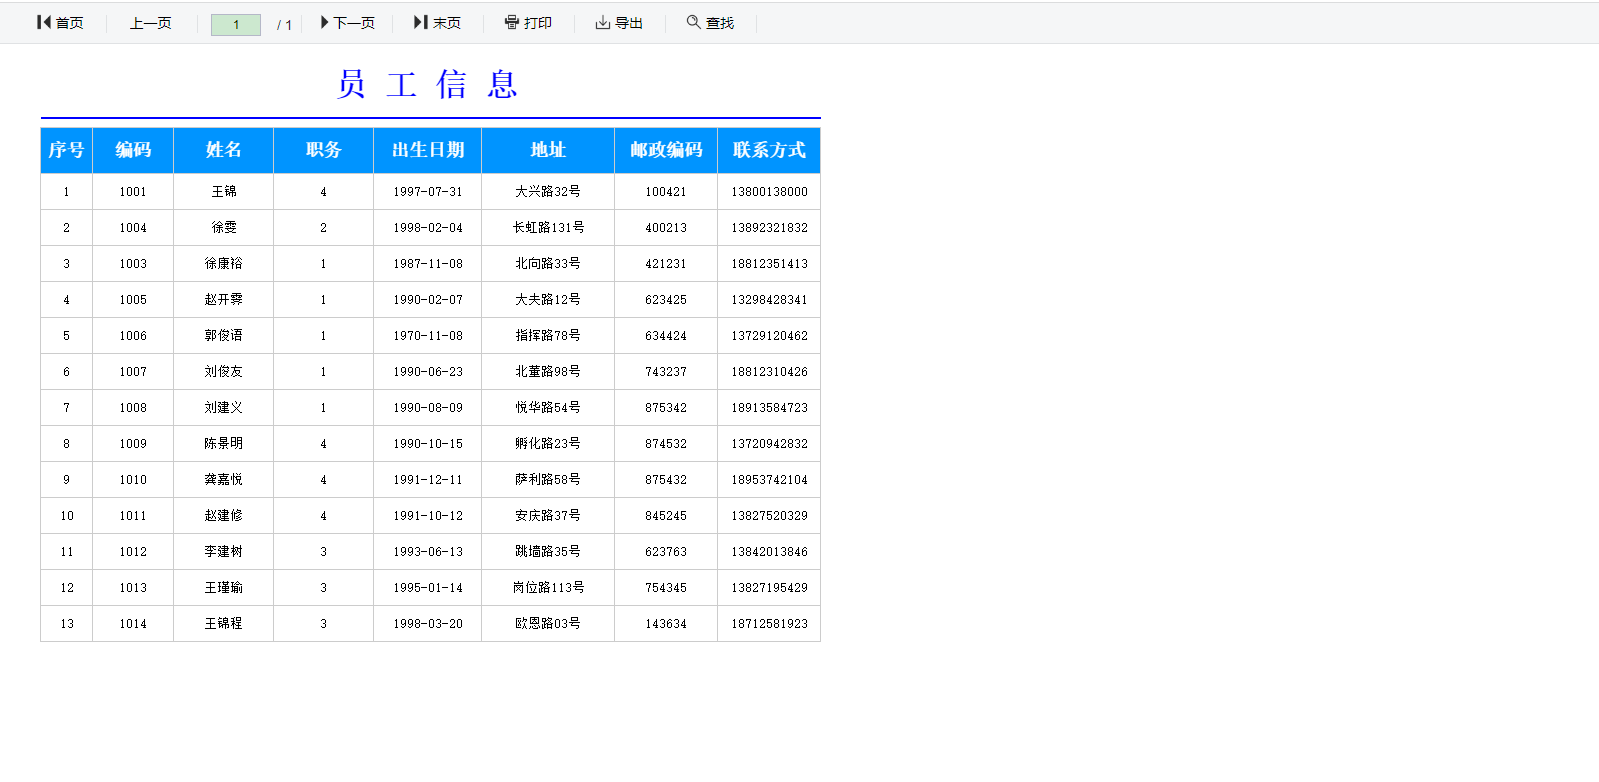 首页 上一页 1 / 1 下一页 末页 打印 导出 查找
员 工 信 息
序号 编码 姓名 职务 出生日期 地址 邮政编码 联系方式
1 1001 王锦 4 1997-07-31 大兴路32号 100421 13800138000
2 1004 徐雯 2 1998-02-04 长虹路131号 400213 13892321832
3 1003 徐康裕 1 1987-11-08 北向路33号 421231 18812351413
4 1005 赵开霁 1 1990-02-07 大夫路12号 623425 13298428341
5 1006 郭俊语 1 1970-11-08 指挥路78号 634424 13729120462
6 1007 刘俊友 1 1990-06-23 北董路98号 743237 18812310426
7 1008 刘建义 1 1990-08-09 悦华路54号 875342 18913584723
8 1009 陈景明 4 1990-10-15 孵化路23号 874532 13720942832
9 1010 龚嘉悦 4 1991-12-11 萨利路58号 875432 18953742104
10 1011 赵建修 4 1991-10-12 安庆路37号 845245 13827520329
11 1012 李建树 3 1993-06-13 跳墙路35号 623763 13842013846
12 1013 王瑾瑜 3 1995-01-14 岗位路113号 754345 13827195429
13 1014 王锦程 3 1998-03-20 欧恩路03号 143634 18712581923